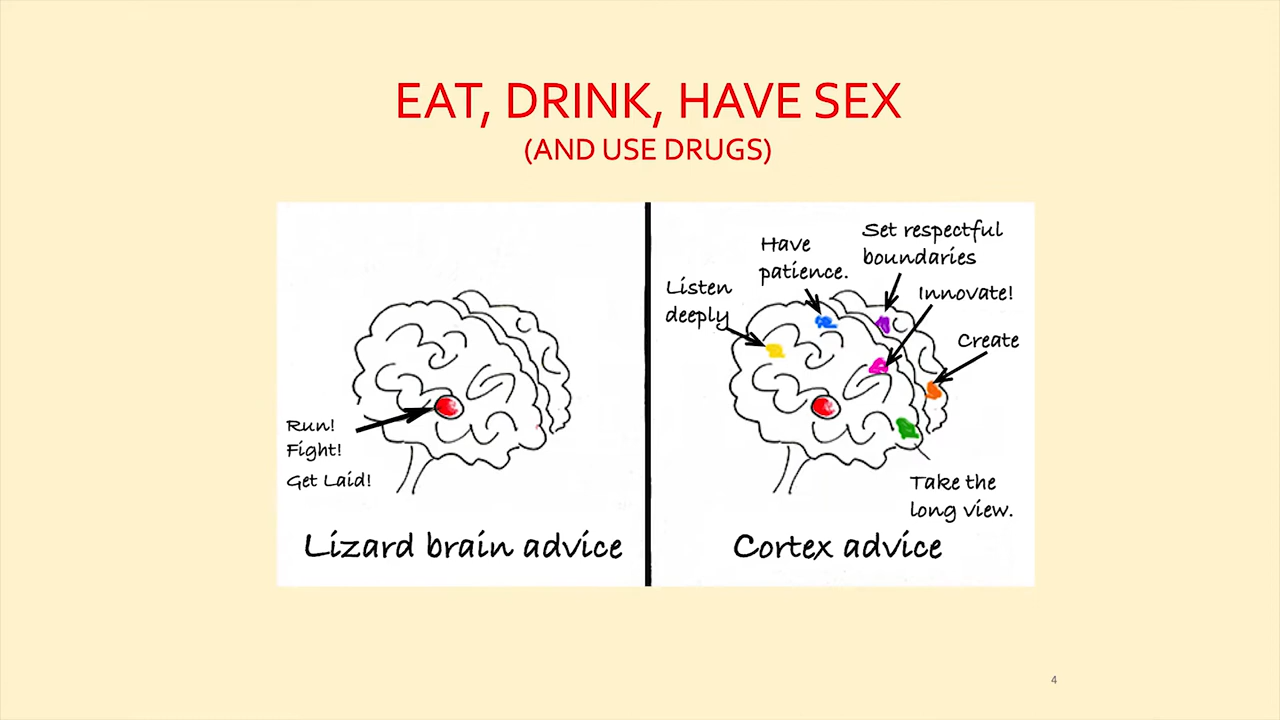 EAT, DRINK, HAVE SEX
(AND USE DRUGS)
Run!
Fight!
Get Laid!
Lizard brain advice
Listen
deeply
Have
patience.
Set respectful
boundaries
Innovate!
Create
Take the
long view.
Cortex advice
4